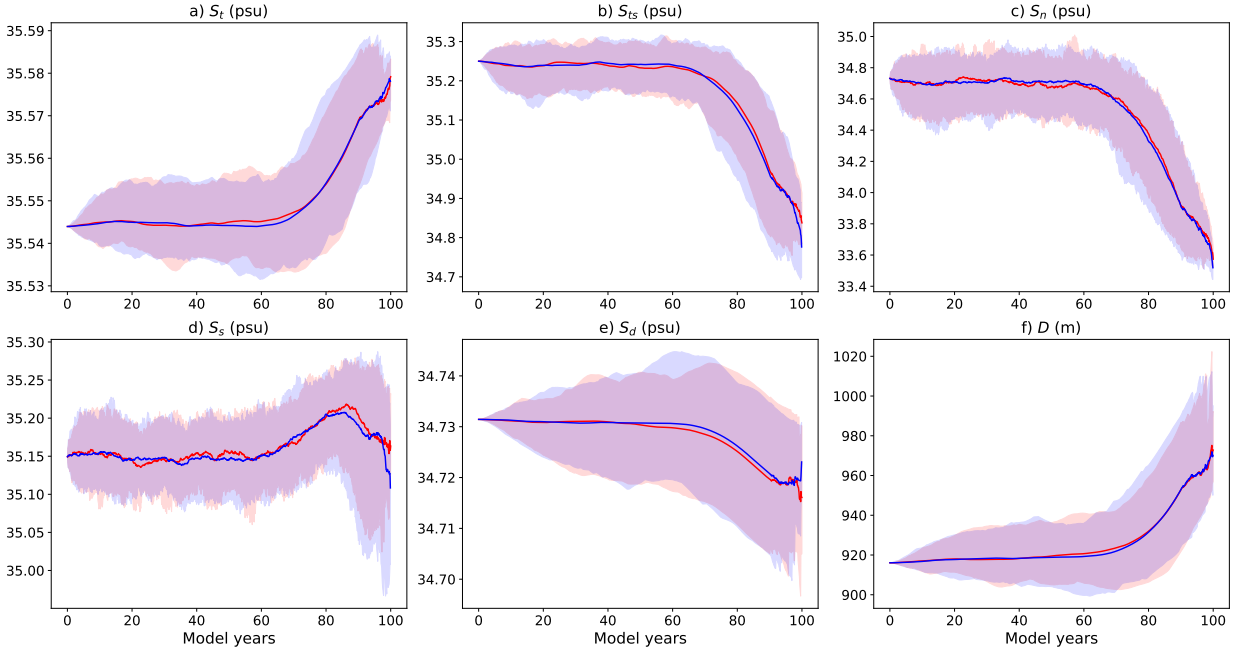 a) S_t (psu)
b) S_ts (psu)
c) S_n (psu)
35.59
35.58
35.57
35.56
35.55
35.54
35.53
0 20 40 60 80 100
35.3
35.2
35.1
35.0
34.9
34.8
34.7
0 20 40 60 80 100
35.0
34.8
34.6
34.4
34.2
34.0
33.8
33.6
33.4
0 20 40 60 80 100
d) S_s (psu)
e) S_d (psu)
f) D (m)
35.30
35.25
35.20
35.15
35.10
35.05
35.00
0 20 40 60 80 100
Model years
34.74
34.73
34.72
34.71
34.70
0 20 40 60 80 100
Model years
1020
1000
980
960
940
920
900
0 20 40 60 80 100
Model years